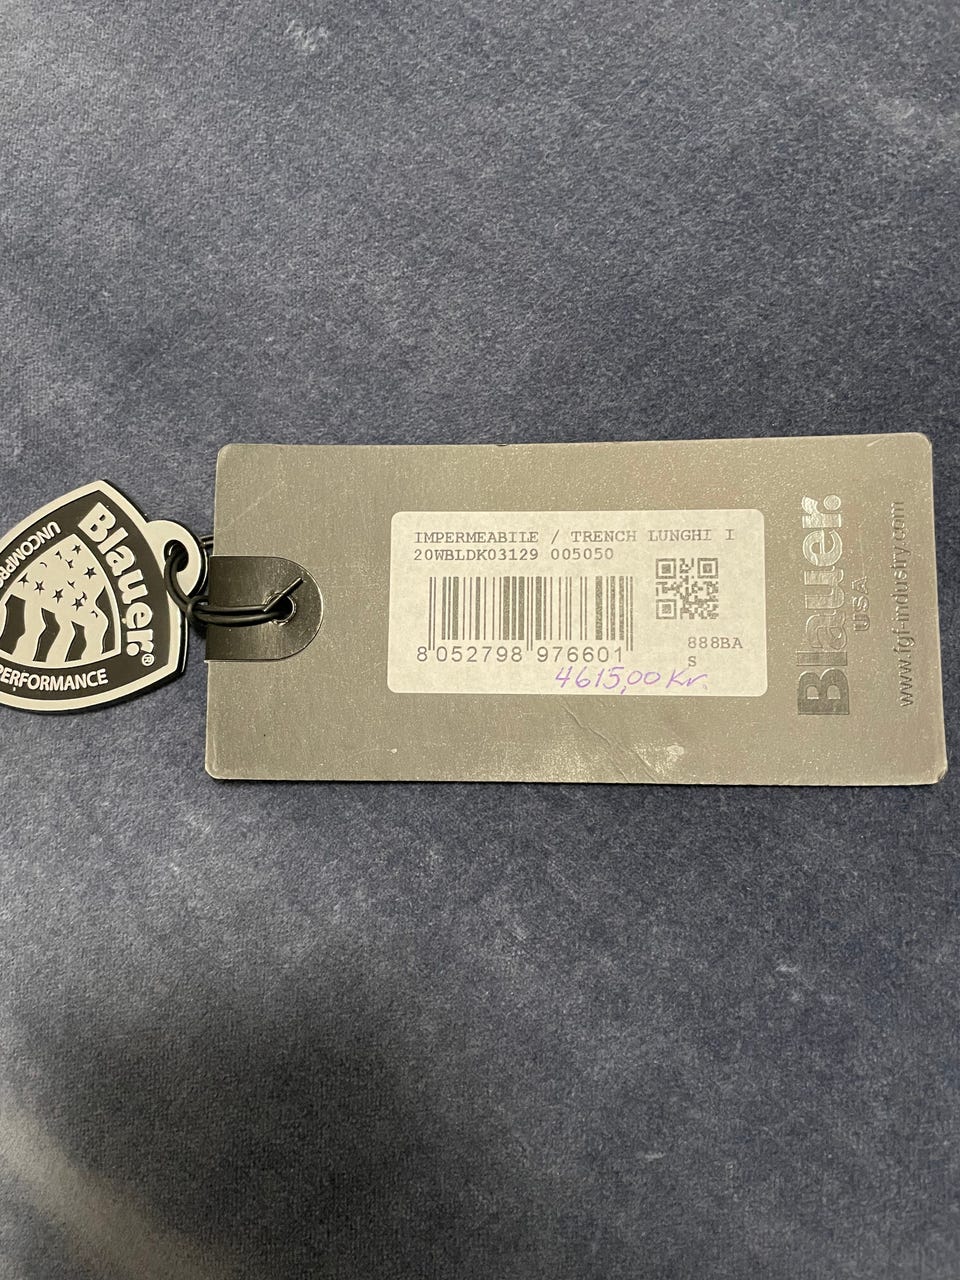 IMPERMEABILE / TRENCH LUNGHI I
20WBLDK03129 005050
888BA
S
8 052798 976601
4615,00 Kr
Blauer.
USA
www.fgf-industry.com
Blauer.®
PERFORMANCE